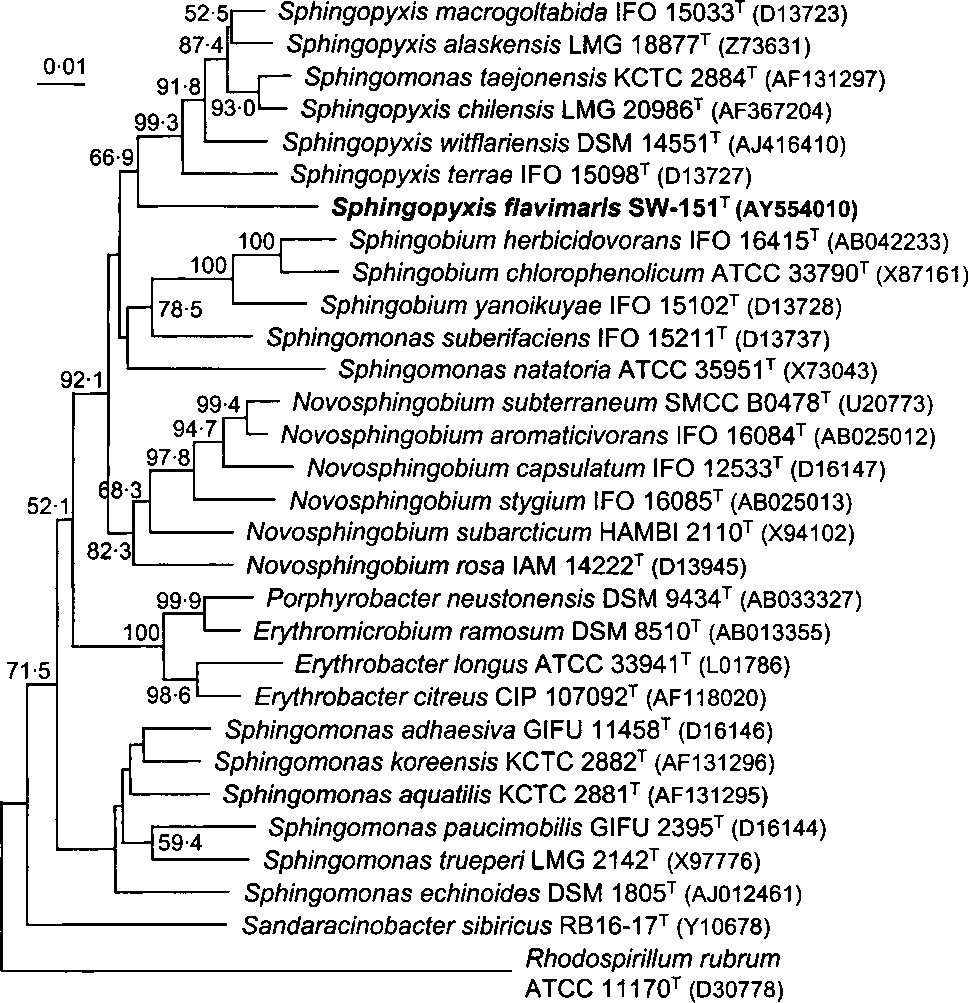 52·5
Sphingopyxis macrogoltabida IFO 15033ᵀ (D13723)
87·4
Sphingopyxis alaskensis LMG 18877ᵀ (Z73631)
0·01
91·8
Sphingomonas taejonensis KCTC 2884ᵀ (AF131297)
93·0
Sphingopyxis chilensis LMG 20986ᵀ (AF367204)
99·3
Sphingopyxis witflariensis DSM 14551ᵀ (AJ416410)
66·9
Sphingopyxis terrae IFO 15098ᵀ (D13727)
Sphingopyxis flavimaris SW-151ᵀ (AY554010)
100
Sphingobium herbicidovorans IFO 16415ᵀ (AB042233)
100
Sphingobium chlorophenolicum ATCC 33790ᵀ (X87161)
78·5
Sphingobium yanoikuyae IFO 15102ᵀ (D13728)
Sphingomonas suberifaciens IFO 15211ᵀ (D13737)
92·1
Sphingomonas natatoria ATCC 35951ᵀ (X73043)
99·4
Novosphingobium subterraneum SMCC B0478ᵀ (U20773)
94·7
Novosphingobium aromaticivorans IFO 16084ᵀ (AB025012)
97·8
Novosphingobium capsulatum IFO 12533ᵀ (D16147)
68·3
Novosphingobium stygium IFO 16085ᵀ (AB025013)
52·1
Novosphingobium subarcticum HAMBI 2110ᵀ (X94102)
82·3
Novosphingobium rosa IAM 14222ᵀ (D13945)
99·9
Porphyrobacter neustonensis DSM 9434ᵀ (AB033327)
100
Erythromicrobium ramosum DSM 8510ᵀ (AB013355)
71·5
Erythrobacter longus ATCC 33941ᵀ (L01786)
98·6
Erythrobacter citreus CIP 107092ᵀ (AF118020)
Sphingomonas adhaesiva GIFU 11458ᵀ (D16146)
Sphingomonas koreensis KCTC 2882ᵀ (AF131296)
Sphingomonas aquatilis KCTC 2881ᵀ (AF131295)
Sphingomonas paucimobilis GIFU 2395ᵀ (D16144)
59·4
Sphingomonas trueperi LMG 2142ᵀ (X97776)
Sphingomonas echinoides DSM 1805ᵀ (AJ012461)
Sandaracinobacter sibiricus RB16-17ᵀ (Y10678)
Rhodospirillum rubrum
ATCC 11170ᵀ (D30778)